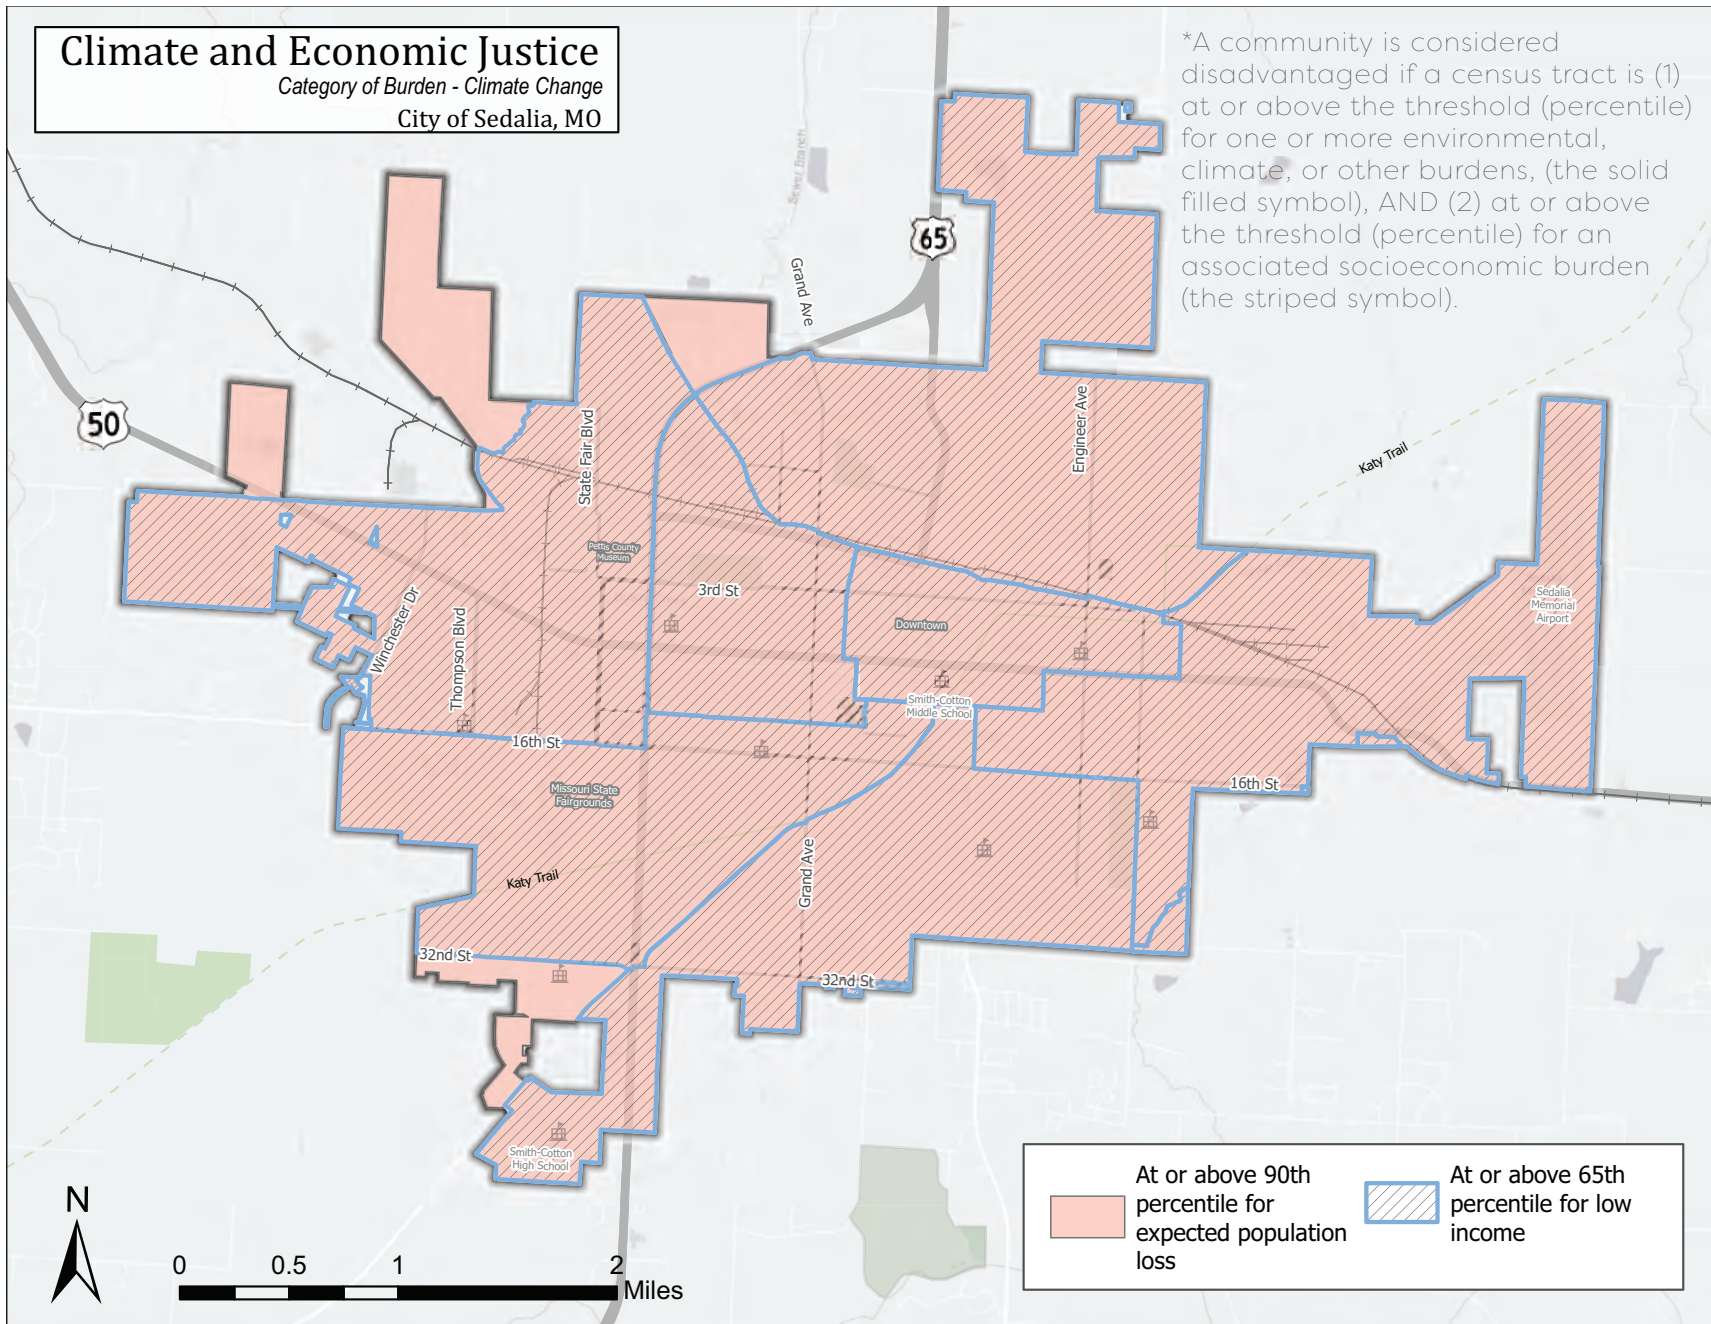 Climate and Economic Justice
Category of Burden - Climate Change
City of Sedalia, MO
*A community is considered
disadvantaged if a census tract is (1)
at or above the threshold (percentile)
for one or more environmental,
climate, or other burdens, (the solid
filled symbol), AND (2) at or above
the threshold (percentile) for an
associated socioeconomic burden
(the striped symbol).
Sewer Branch
65
Grand Ave
50
State Fair Blvd
Engineer Ave
Katy Trail
Pettis County
Museum
3rd St
Downtown
Sedalia
Memorial
Airport
Winchester Dr
Thompson Blvd
Smith-Cotton
Middle School
16th St
16th St
Missouri State
Fairgrounds
Grand Ave
Katy Trail
32nd St
32nd St
Smith-Cotton
High School
N
0 0.5 1 2
Miles
At or above 90th
percentile for
expected population
loss
At or above 65th
percentile for low
income